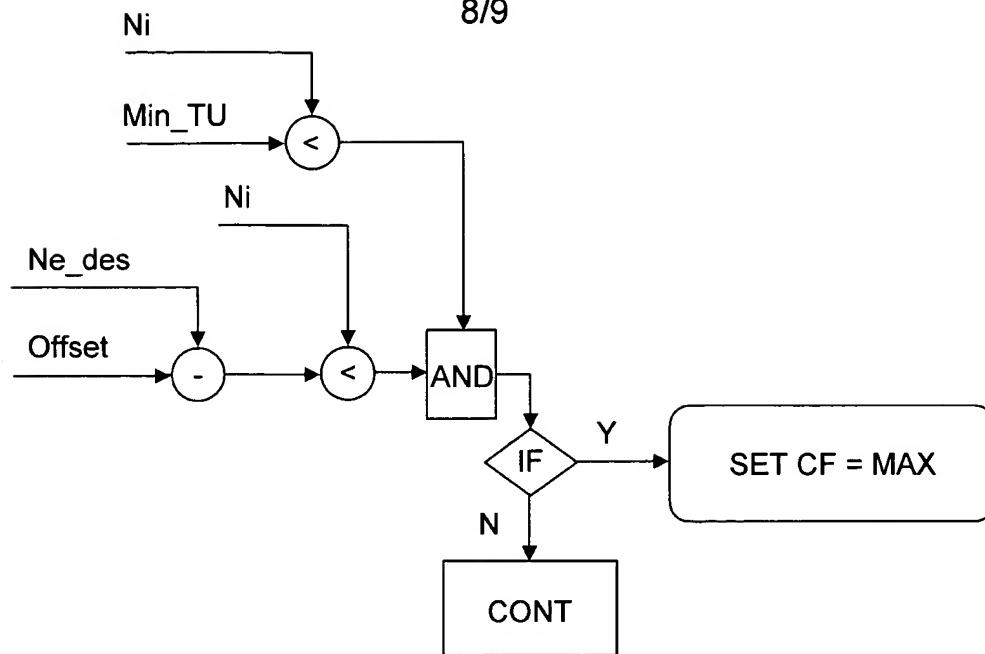 8/9
Ni
Min_TU
<
Ni
Ne_des
Offset
-
<
AND
IF
Y
SET CF = MAX
N
CONT